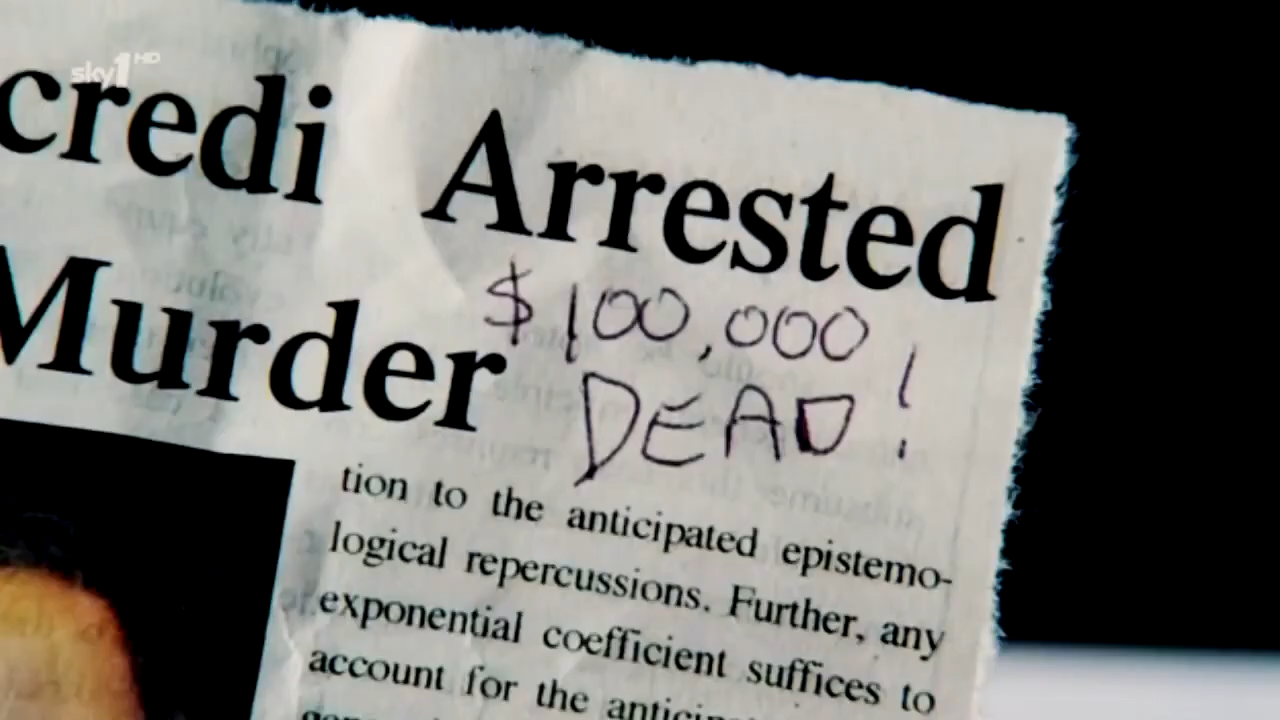 sky1 HD
credi Arrested
Murder
$100,000!
DEAD!
tion to the anticipated epistemo-
logical repercussions. Further, any
exponential coefficient suffices to
account for the